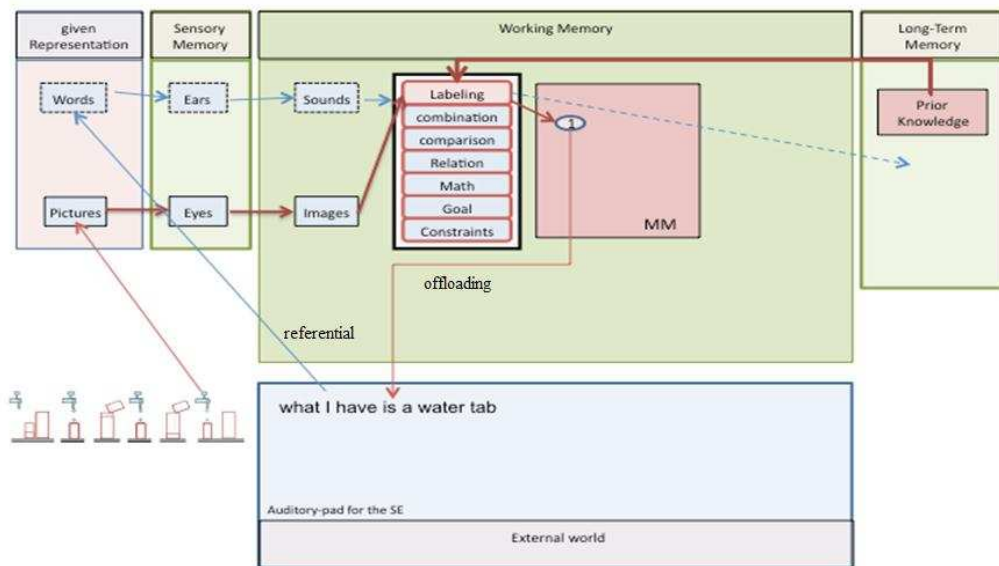 given
Representation
Sensory
Memory
Working Memory
Long-Term
Memory
Words
Ears
Sounds
Labeling
combination
comparison
Relation
Math
Goal
Constraints
1
MM
Prior
Knowledge
Pictures
Eyes
Images
offloading
referential
what I have is a water tab
Auditory-pad for the SE
External world